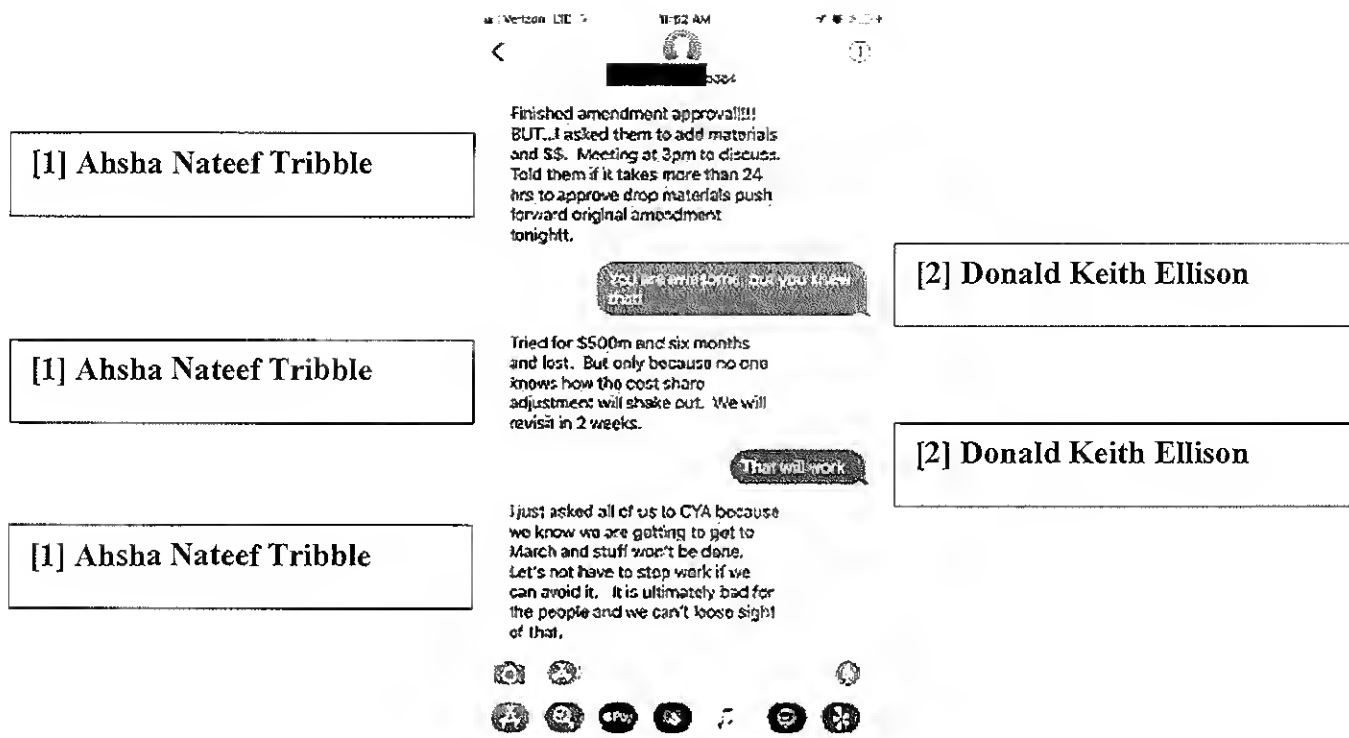 Verizon LTE 11:52 AM
Finished amendment approval!!!!
BUT...I asked them to add materials
and $$. Meeting at 3pm to discuss.
Told them if it takes more than 24
hrs to approve drop materials push
forward original amendment
tonightt.
[1] Ahsha Nateef Tribble
You are awesome, but you knew
that!
[2] Donald Keith Ellison
Tried for $500m and six months
and lost. But only because no one
knows how the cost share
adjustment will shake out. We will
revisit in 2 weeks.
[1] Ahsha Nateef Tribble
That will work
[2] Donald Keith Ellison
I just asked all of us to CYA because
we know we are getting to get to
March and stuff won't be done.
Let's not have to stop work if we
can avoid it. It is ultimately bad for
the people and we can't loose sight
of that.
[1] Ahsha Nateef Tribble
Pay